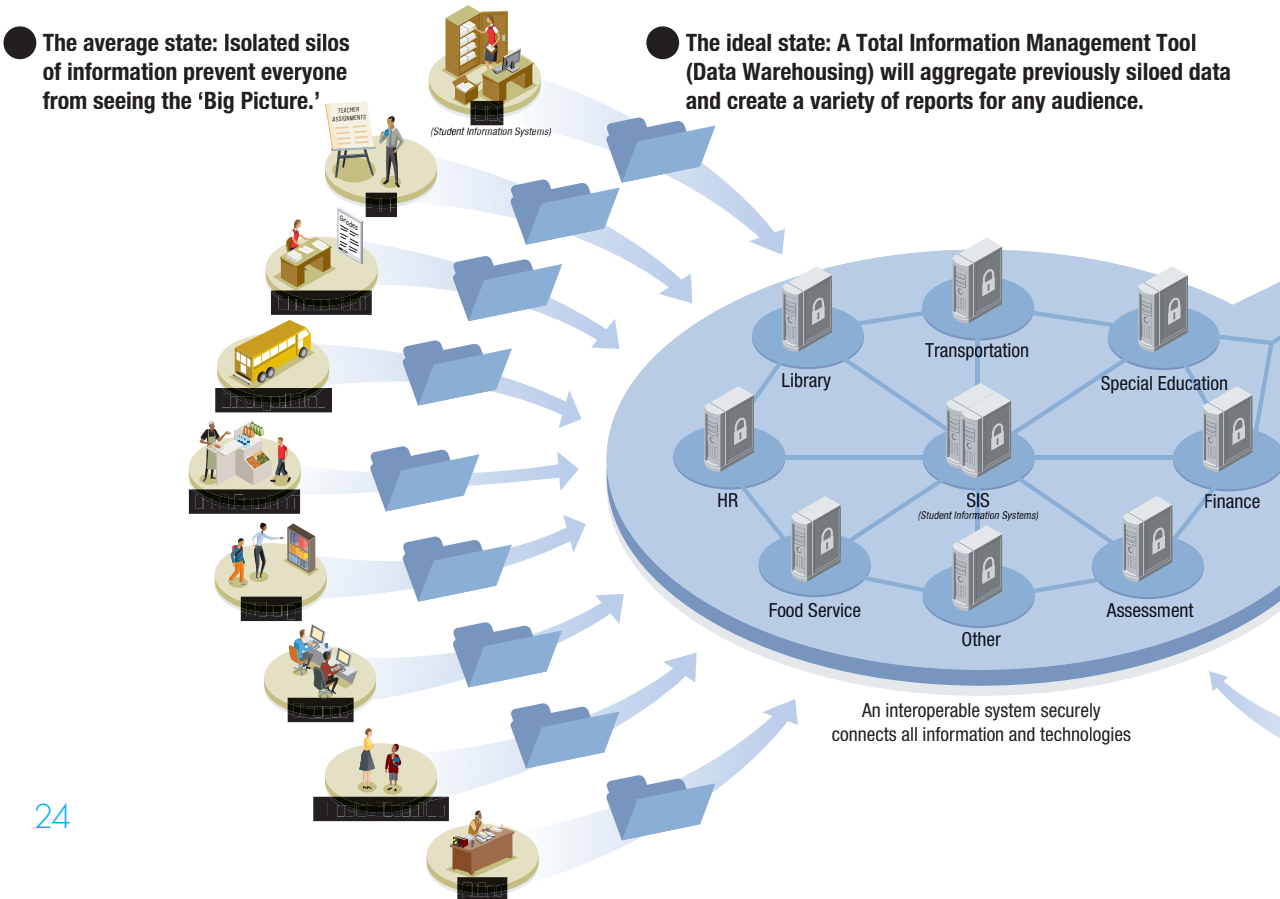 The average state: Isolated silos
of information prevent everyone
from seeing the ‘Big Picture.’
The ideal state: A Total Information Management Tool
(Data Warehousing) will aggregate previously siloed data
and create a variety of reports for any audience.
(Student Information Systems)
TEACHER
ASSIGNMENTS
Grades
Library
Transportation
Special Education
HR
SIS
(Student Information Systems)
Finance
Food Service
Other
Assessment
An interoperable system securely
connects all information and technologies
24